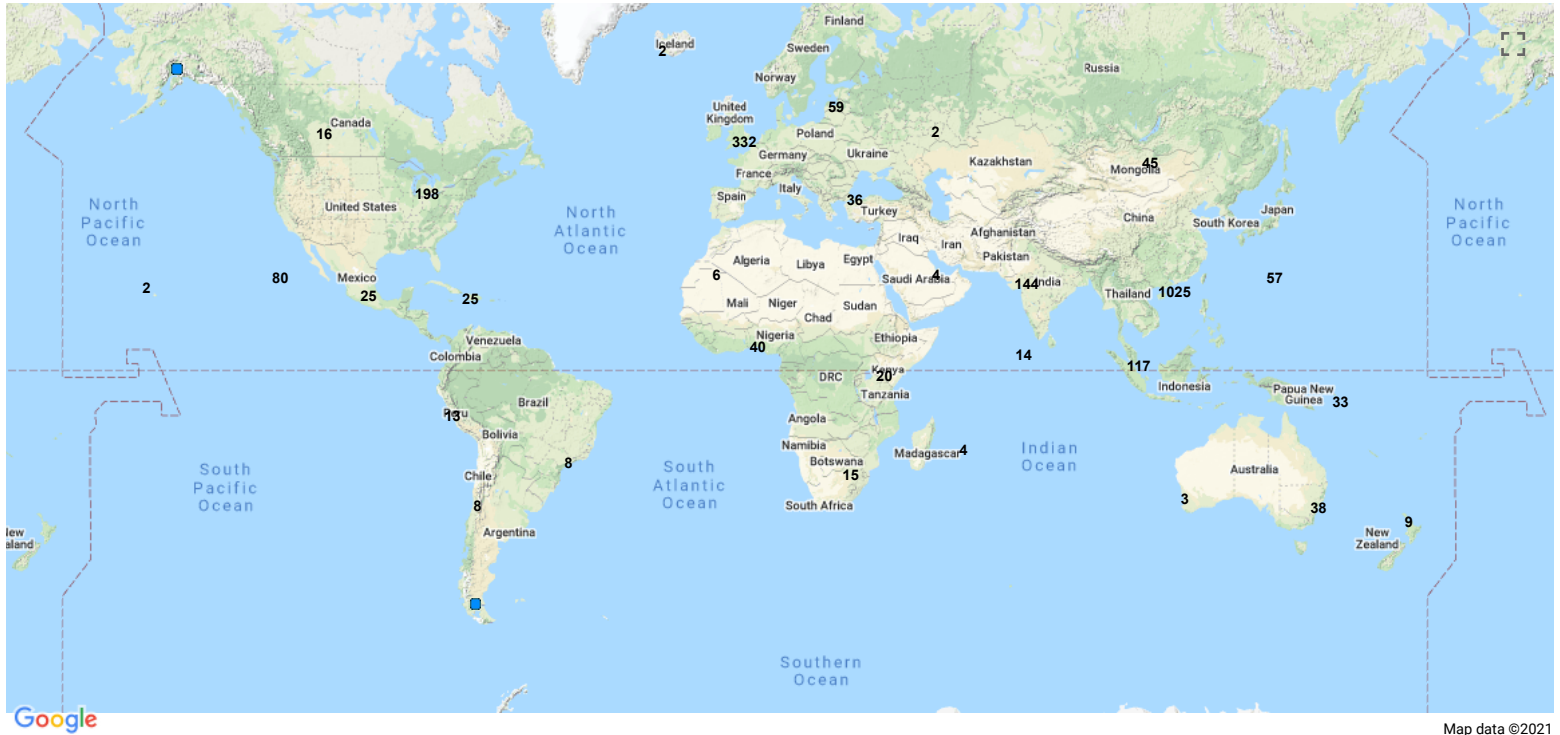 Finland
Iceland
2
Sweden
Russia
Norway
59
United
Kingdom
Canada
16
2
332
Poland
Ukraine
Germany
Kazakhstan
45
Mongolia
France
Italy
198
Spain
36
Turkey
United States
North
Pacific
Ocean
North
Atlantic
Ocean
China
South Korea
Japan
North
Pacific
Ocean
Afghanistan
Iraq
Iran
Pakistan
Algeria
Libya
Egypt
6
Saudi Arabia
4
80
Mexico
2
25
25
144
India
Thailand
1025
57
Mali
Niger
Sudan
Chad
Nigeria
Ethiopia
40
Venezuela
Colombia
14
117
Kenya
20
DRC
Indonesia
Tanzania
Papua New
Guinea
33
Brazil
Peru
13
Angola
Bolivia
Namibia
Madagascar
4
Botswana
15
8
Chile
South
Pacific
Ocean
South
Atlantic
Ocean
Indian
Ocean
Australia
3
38
8
South Africa
Argentina
9
New
Zealand
lew
aland
Southern
Ocean
Google
Map data ©2021